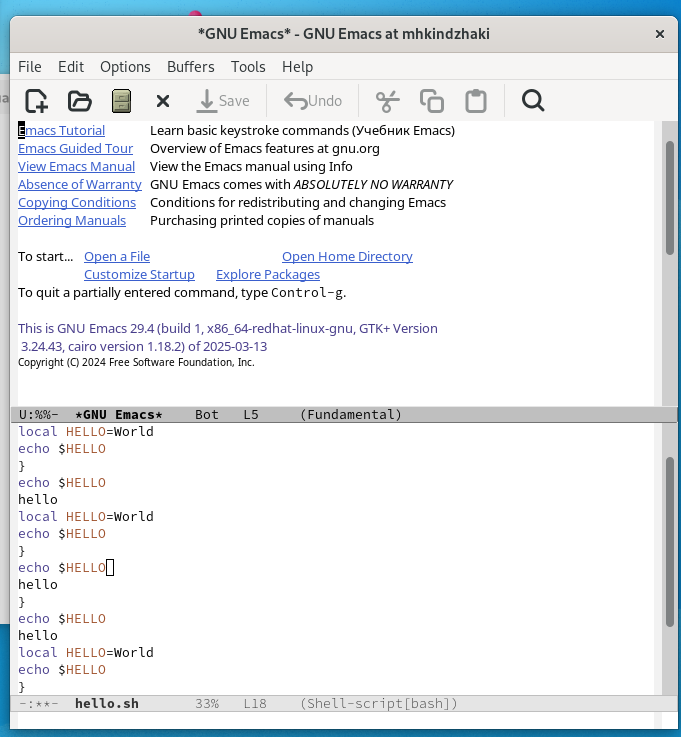 *GNU Emacs* - GNU Emacs at mhkindzhaki
File Edit Options Buffers Tools Help
Save Undo
Emacs Tutorial Learn basic keystroke commands (Учебник Emacs)
Emacs Guided Tour Overview of Emacs features at gnu.org
View Emacs Manual View the Emacs manual using Info
Absence of Warranty GNU Emacs comes with ABSOLUTELY NO WARRANTY
Copying Conditions Conditions for redistributing and changing Emacs
Ordering Manuals Purchasing printed copies of manuals
To start... Open a File Open Home Directory
Customize Startup Explore Packages
To quit a partially entered command, type Control-g.
This is GNU Emacs 29.4 (build 1, x86_64-redhat-linux-gnu, GTK+ Version
3.24.43, cairo version 1.18.2) of 2025-03-13
Copyright (C) 2024 Free Software Foundation, Inc.
U:%%- *GNU Emacs* Bot L5 (Fundamental)
local HELLO=World
echo $HELLO
}
echo $HELLO
hello
local HELLO=World
echo $HELLO
}
echo $HELLO
hello
}
echo $HELLO
hello
local HELLO=World
echo $HELLO
}
-:**- hello.sh 33% L18 (Shell-script[bash])